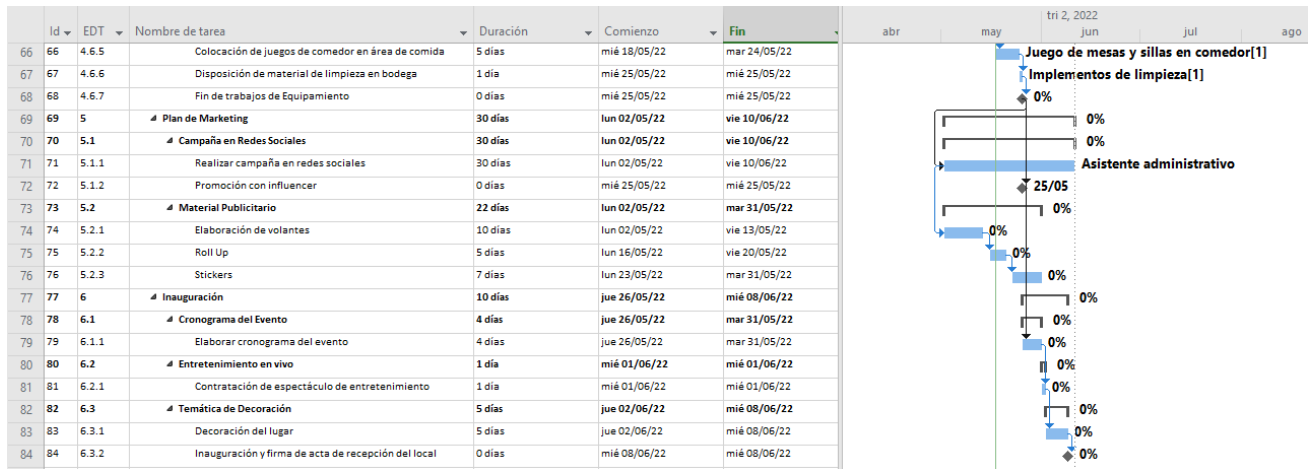 tri 2, 2022
Id EDT Nombre de tarea Duración Comienzo Fin abr may jun jul ago
66 66 4.6.5 Colocación de juegos de comedor en área de comida 5 días mié 18/05/22 mar 24/05/22 Juego de mesas y sillas en comedor[1]
67 67 4.6.6 Disposición de material de limpieza en bodega 1 día mié 25/05/22 mié 25/05/22 Implementos de limpieza[1]
68 68 4.6.7 Fin de trabajos de Equipamiento 0 días mié 25/05/22 mié 25/05/22 0%
69 69 5 Plan de Marketing 30 días lun 02/05/22 vie 10/06/22 0%
70 70 5.1 Campaña en Redes Sociales 30 días lun 02/05/22 vie 10/06/22 0%
71 71 5.1.1 Realizar campaña en redes sociales 30 días lun 02/05/22 vie 10/06/22 Asistente administrativo
72 72 5.1.2 Promoción con influencer 0 días mié 25/05/22 mié 25/05/22 25/05
73 73 5.2 Material Publicitario 22 días lun 02/05/22 mar 31/05/22 0%
74 74 5.2.1 Elaboración de volantes 10 días lun 02/05/22 vie 13/05/22 0%
75 75 5.2.2 Roll Up 5 días lun 16/05/22 vie 20/05/22 0%
76 76 5.2.3 Stickers 7 días lun 23/05/22 mar 31/05/22 0%
77 77 6 Inauguración 10 días jue 26/05/22 mié 08/06/22 0%
78 78 6.1 Cronograma del Evento 4 días jue 26/05/22 mar 31/05/22 0%
79 79 6.1.1 Elaborar cronograma del evento 4 días jue 26/05/22 mar 31/05/22 0%
80 80 6.2 Entretenimiento en vivo 1 día mié 01/06/22 mié 01/06/22 0%
81 81 6.2.1 Contratación de espectáculo de entretenimiento 1 día mié 01/06/22 mié 01/06/22 0%
82 82 6.3 Temática de Decoración 5 días jue 02/06/22 mié 08/06/22 0%
83 83 6.3.1 Decoración del lugar 5 días jue 02/06/22 mié 08/06/22 0%
84 84 6.3.2 Inauguración y firma de acta de recepción del local 0 días mié 08/06/22 mié 08/06/22 0%